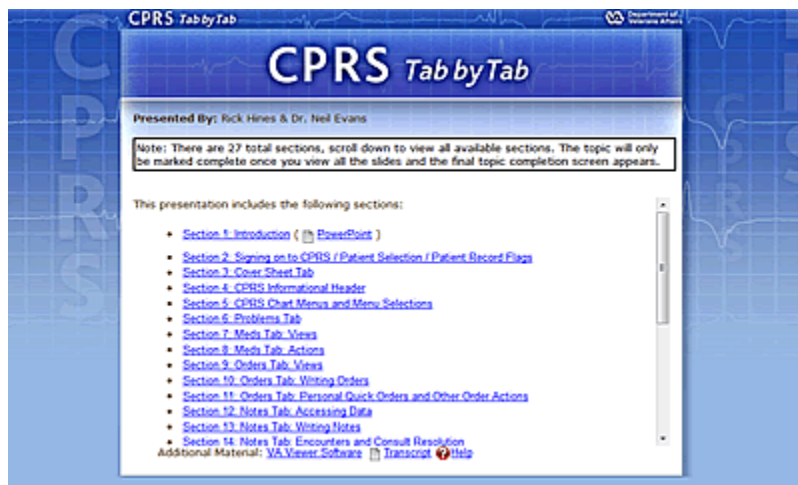 CPRS Tab by Tab
Department of
Veterans Affairs
CPRS Tab by Tab
Presented By: Rick Hines & Dr. Neil Evans
Note: There are 27 total sections, scroll down to view all available sections. The topic will only
be marked complete once you view all the slides and the final topic completion screen appears.
This presentation includes the following sections:
Section 1: Introduction ( PowerPoint )
Section 2: Signing on to CPRS / Patient Selection / Patient Record Flags
Section 3: Cover Sheet Tab
Section 4: CPRS Informational Header
Section 5: CPRS Chart Menus and Menu Selections
Section 6: Problems Tab
Section 7: Meds Tab: Views
Section 8: Meds Tab: Actions
Section 9: Orders Tab: Views
Section 10: Orders Tab: Writing Orders
Section 11: Orders Tab: Personal Quick Orders and Other Order Actions
Section 12: Notes Tab: Accessing Data
Section 13: Notes Tab: Writing Notes
Section 14: Notes Tab: Encounters and Consult Resolution
Additional Material: VA Viewer Software Transcript Help
CPRS
CPRS